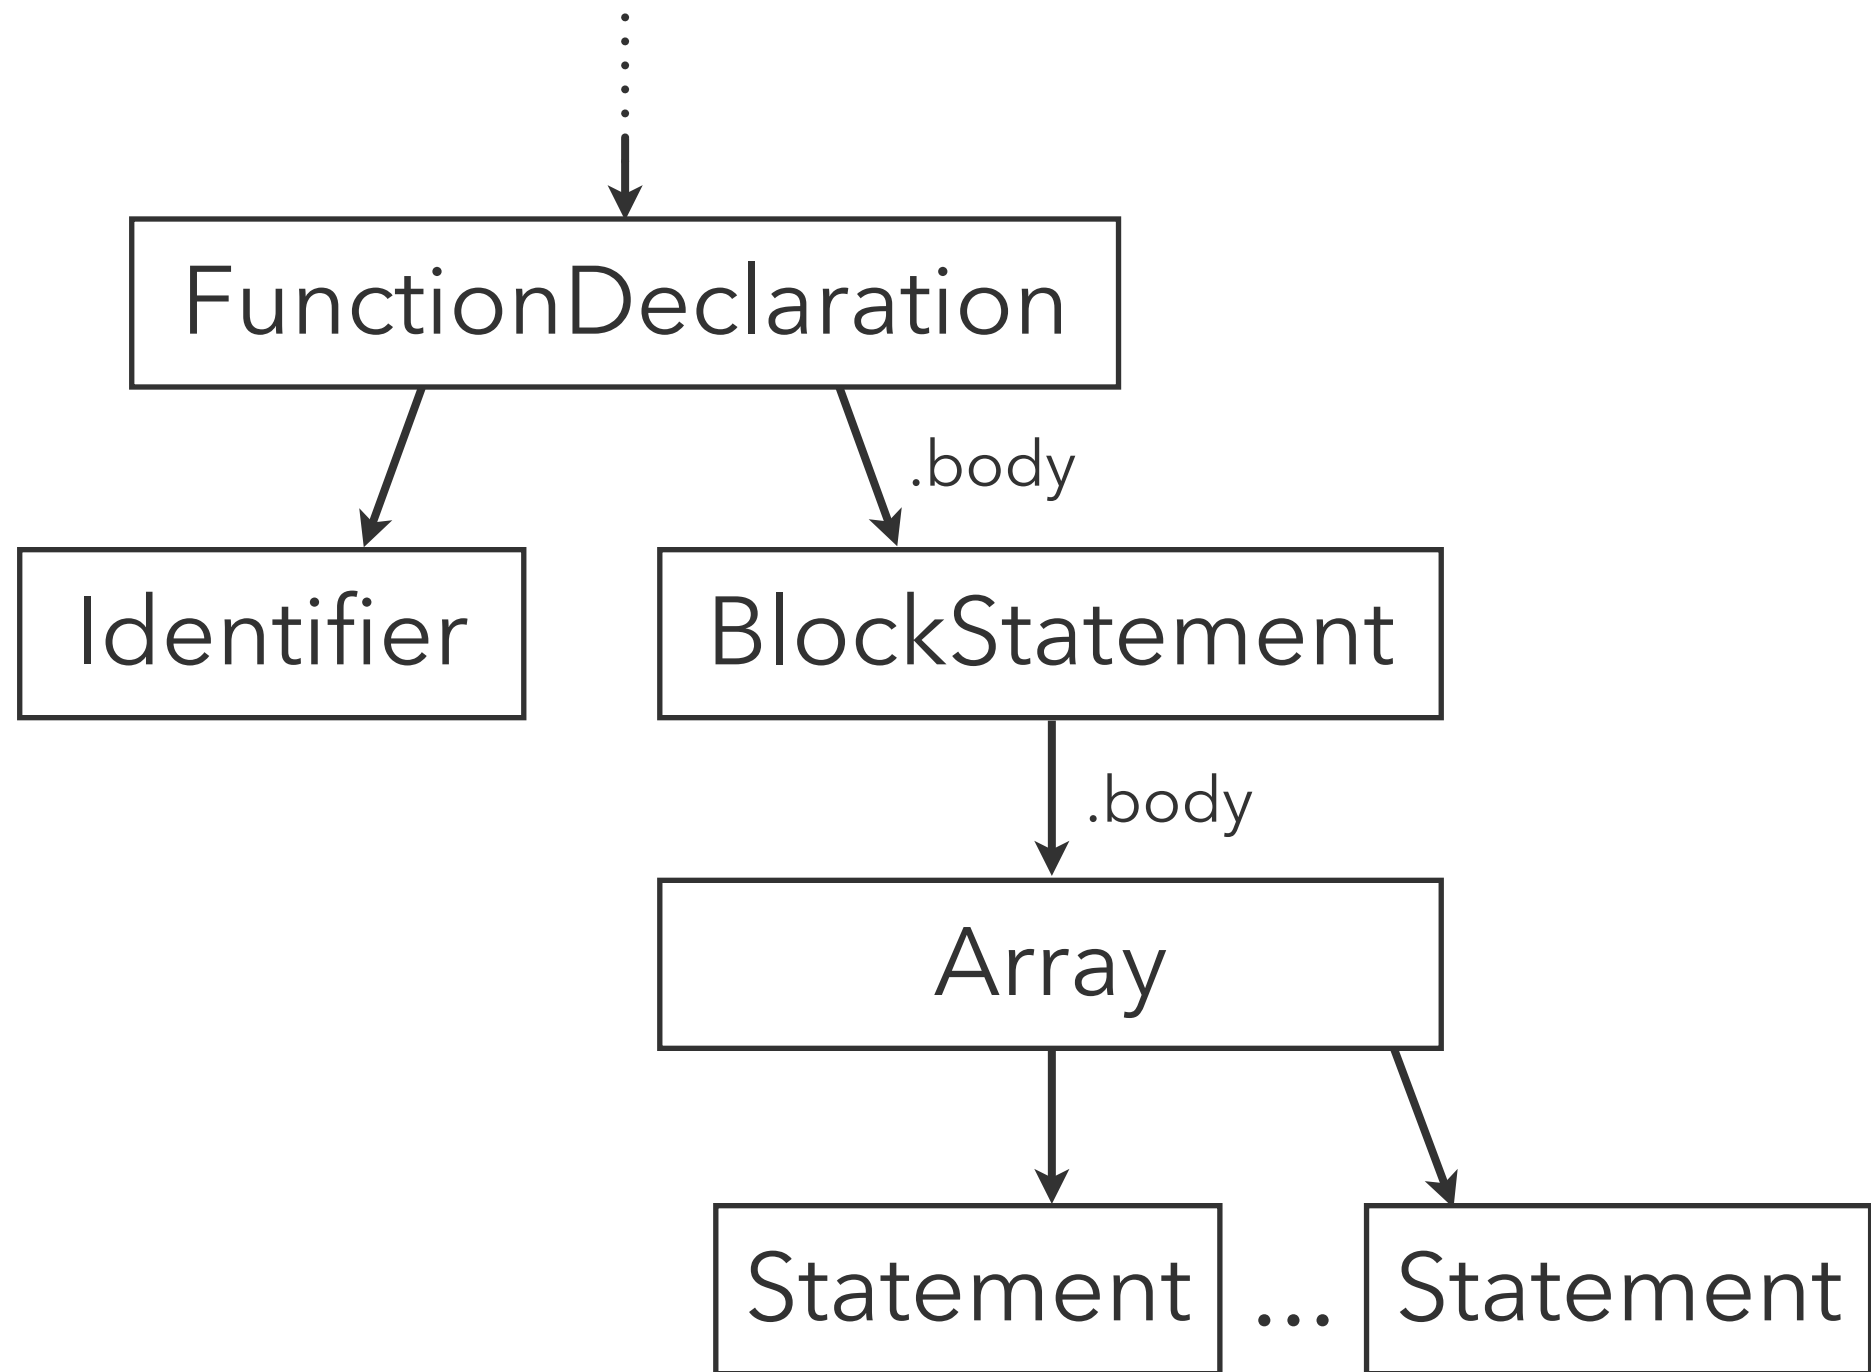 FunctionDeclaration
.body
Identifier
BlockStatement
.body
Array
Statement ... Statement